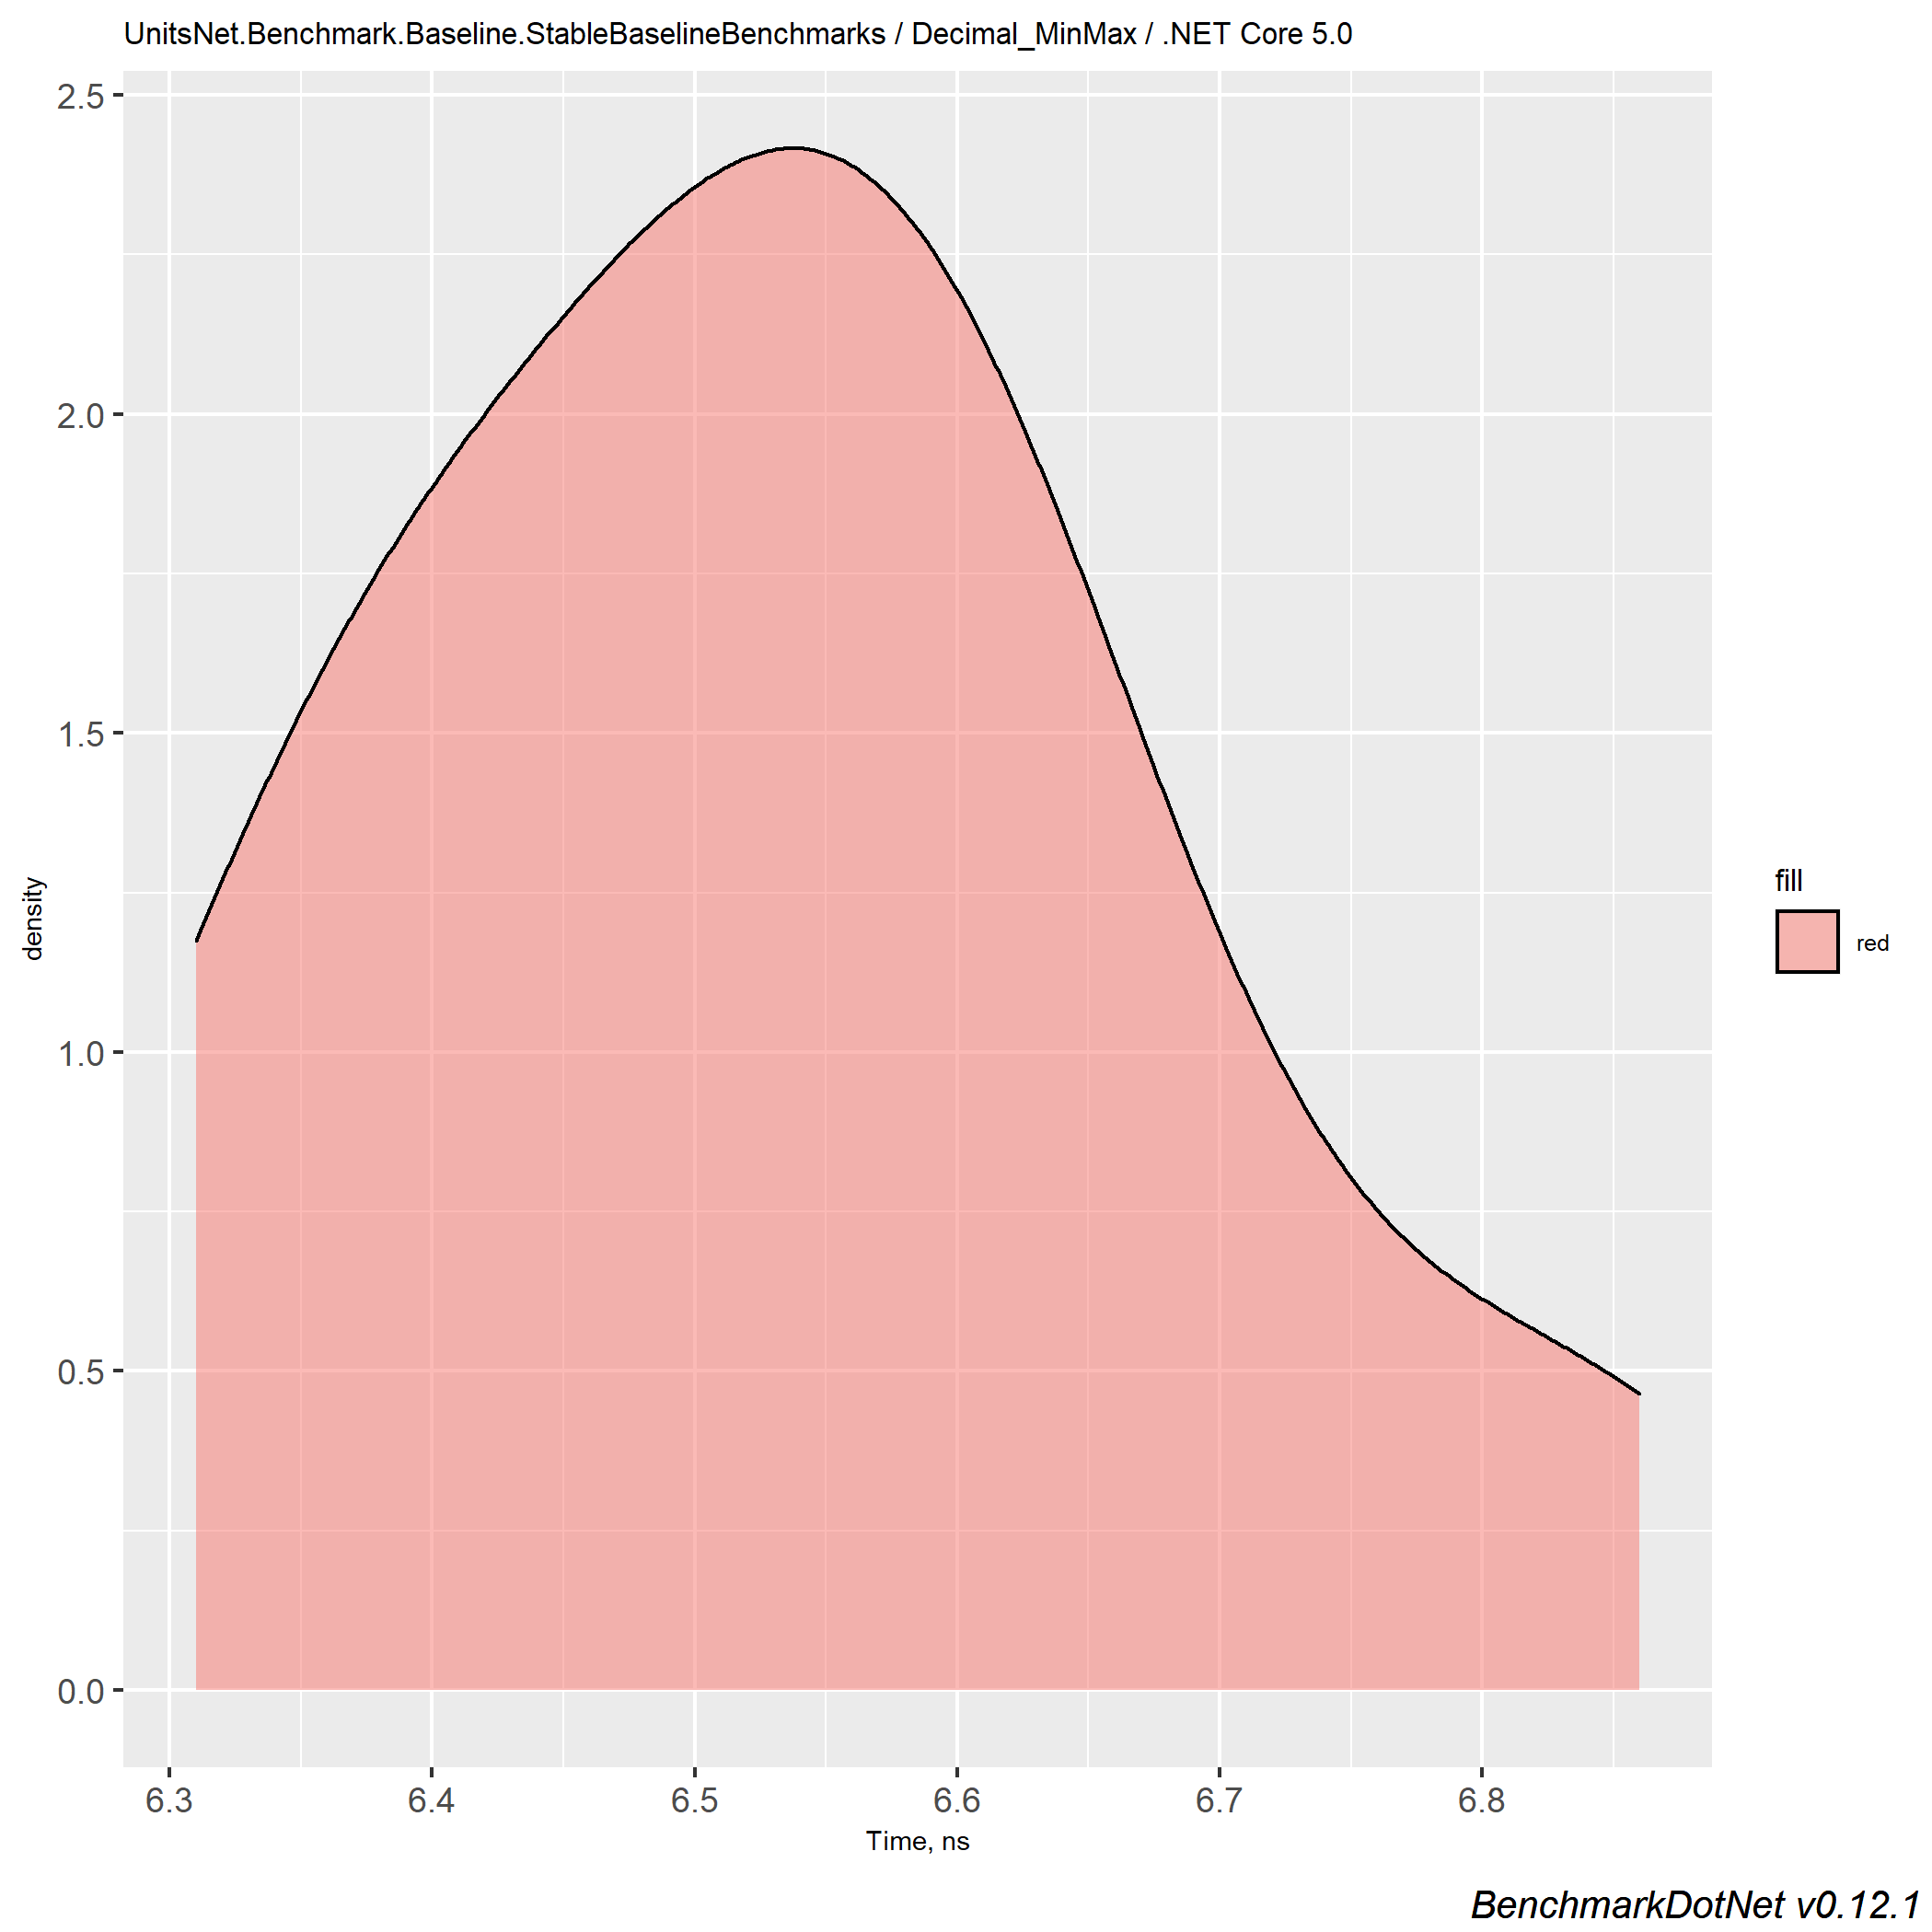 UnitsNet.Benchmark.Baseline.StableBaselineBenchmarks / Decimal_MinMax / .NET Core 5.0
2.5
2.0
1.5
1.0
0.5
0.0
density
6.3 6.4 6.5 6.6 6.7 6.8
Time, ns
fill
red
BenchmarkDotNet v0.12.1